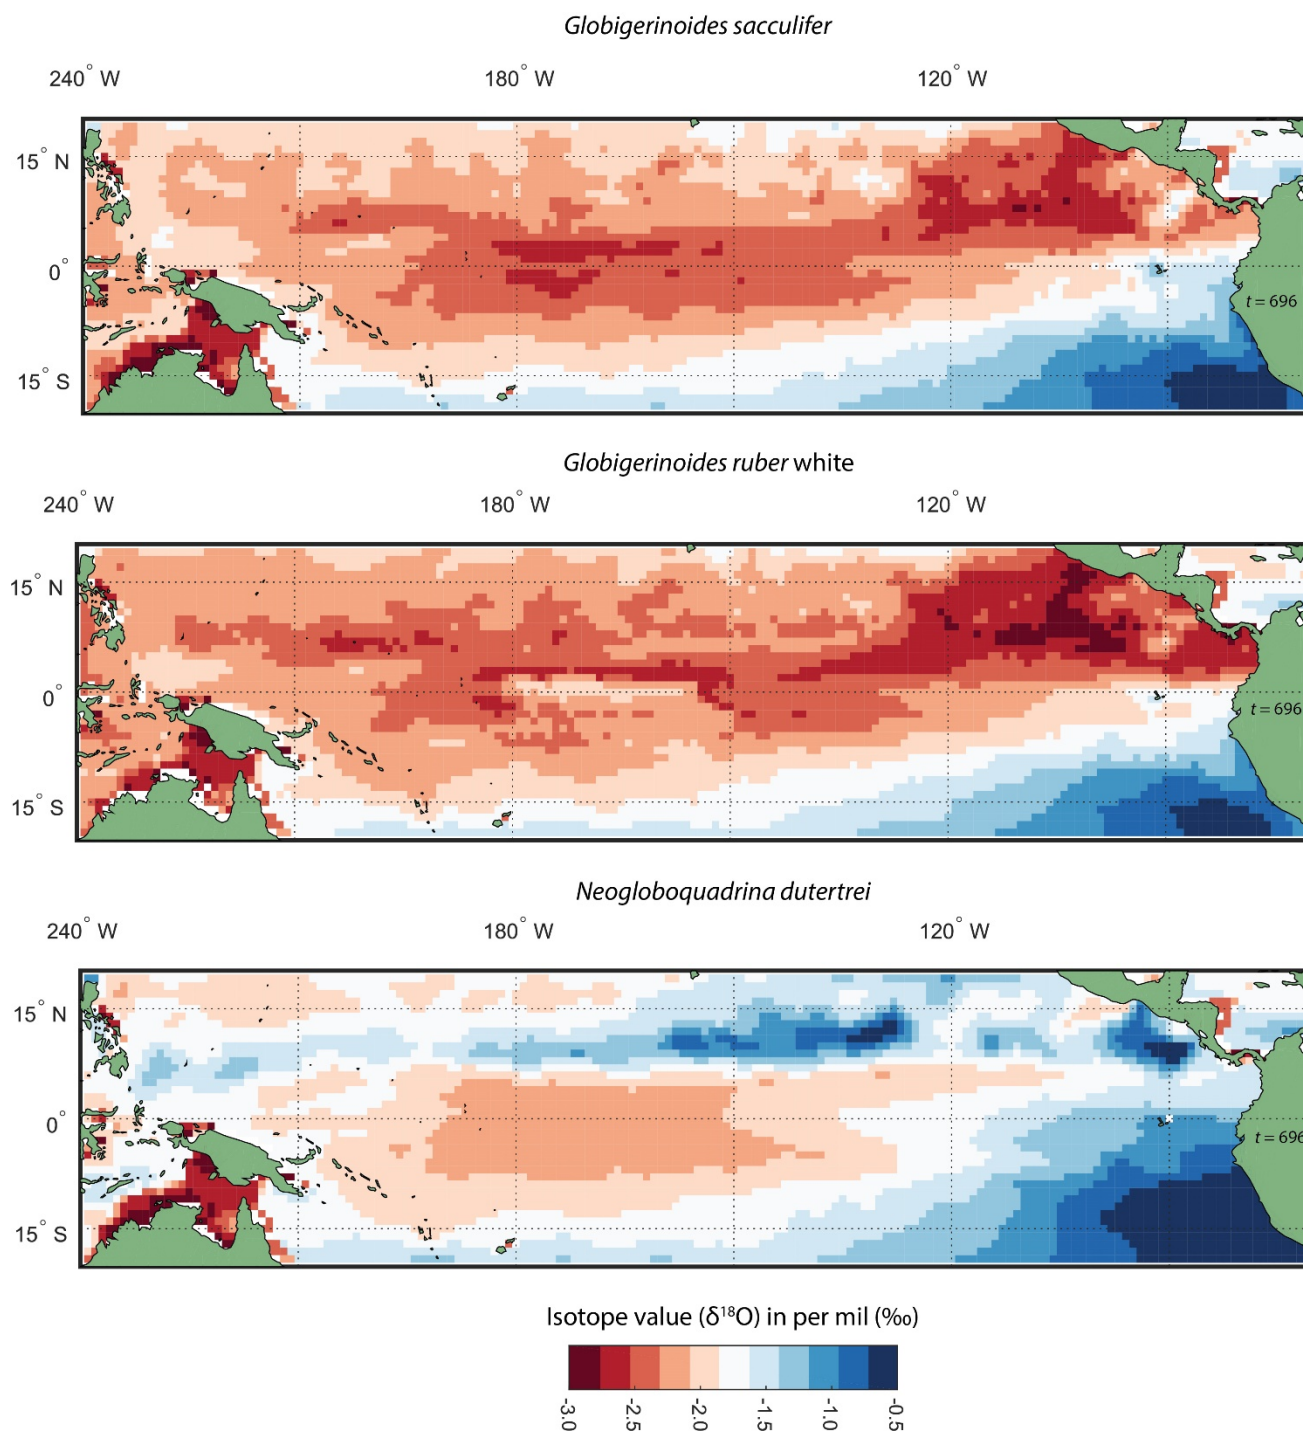 Globigerinoides sacculifer
240° W 180° W 120° W
15° N
0°
t = 696
15° S
Globigerinoides ruber white
240° W 180° W 120° W
15° N
0°
t = 696
15° S
Neogloboquadrina dutertrei
240° W 180° W 120° W
15° N
0°
t = 696
15° S
Isotope value (δ¹⁸O) in per mil (‰)
-3.0 -2.5 -2.0 -1.5 -1.0 -0.5